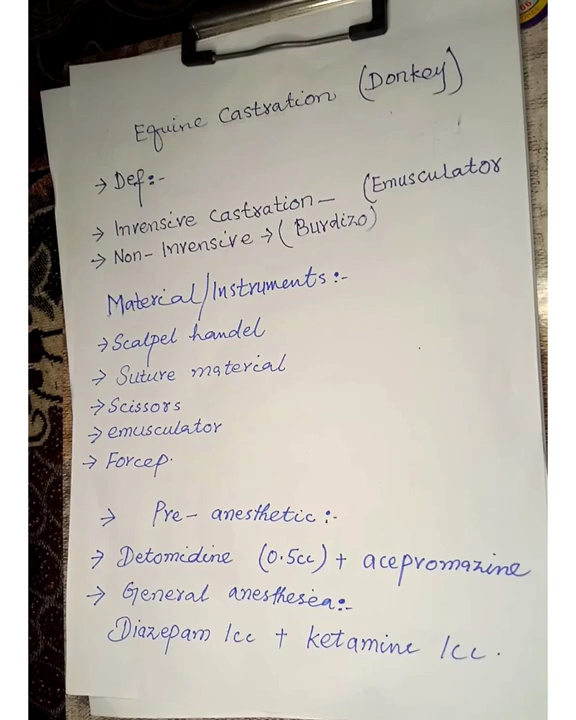 Equine Castration (Donkey)
→ Def:-
→ Invensive Castration – (Emusculator
→ Non-Invensive → (Burdizo)
Material/Instruments:-
→ Scalpel handel
→ Suture material
→ Scissors
→ emusculator
→ Forcep.
→ Pre-anesthetic:-
→ Detomidine (0.5cc) + acepromazine
→ General anesthesea:-
Diazepam 1cc + ketamine 1cc.